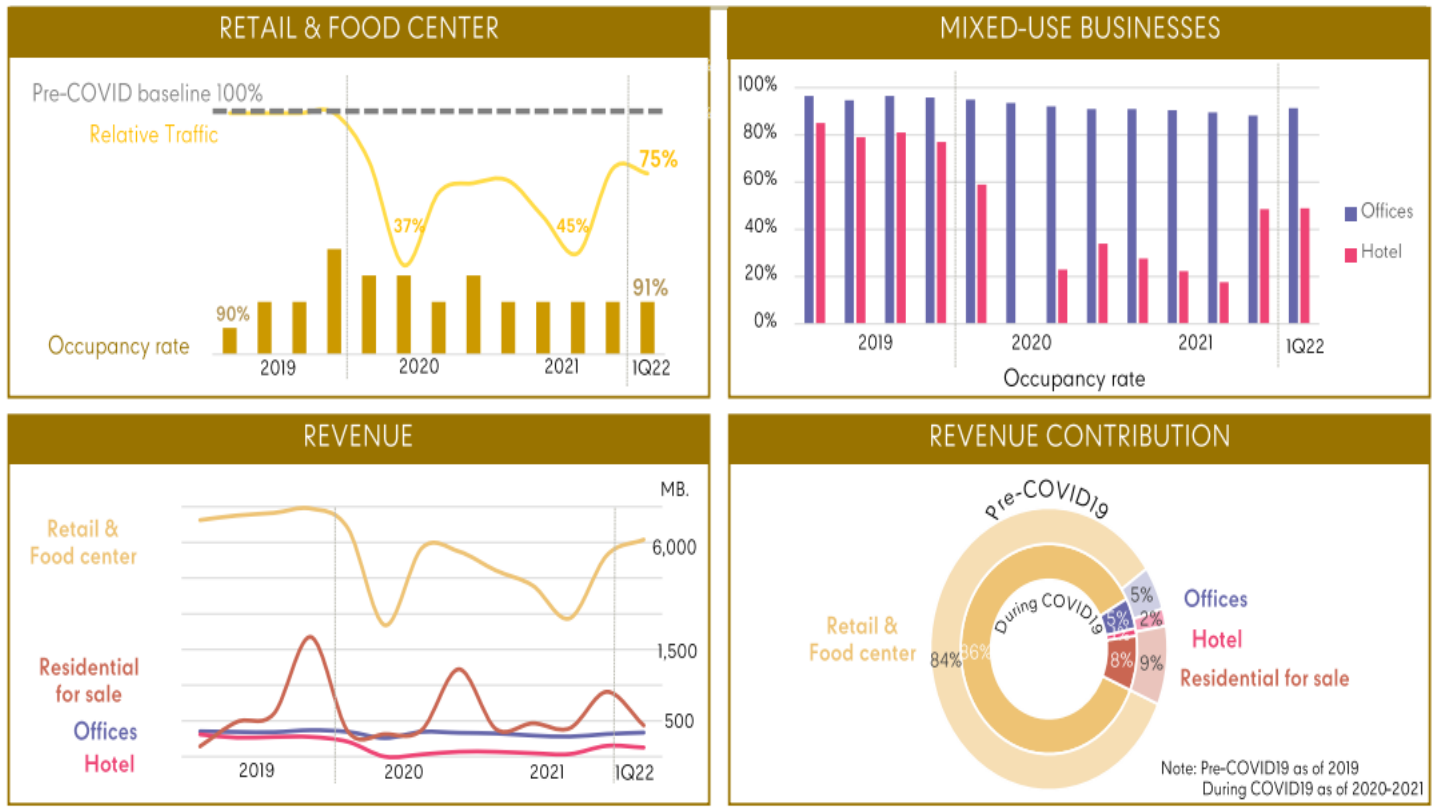 RETAIL & FOOD CENTER
Pre-COVID baseline 100%
Relative Traffic
75%
37%
45%
90%
91%
Occupancy rate
2019
2020
2021
1Q22
MIXED-USE BUSINESSES
100%
80%
60%
40%
20%
0%
Offices
Hotel
2019
2020
2021
1Q22
Occupancy rate
REVENUE
MB.
Retail &
Food center
6,000
1,500
Residential
for sale
500
Offices
Hotel
2019
2020
2021
1Q22
REVENUE CONTRIBUTION
Pre-COVID19
During COVID19
5%
5%
2%
84%
86%
8%
9%
Retail &
Food center
Offices
Hotel
Residential for sale
Note: Pre-COVID19 as of 2019
During COVID19 as of 2020-2021